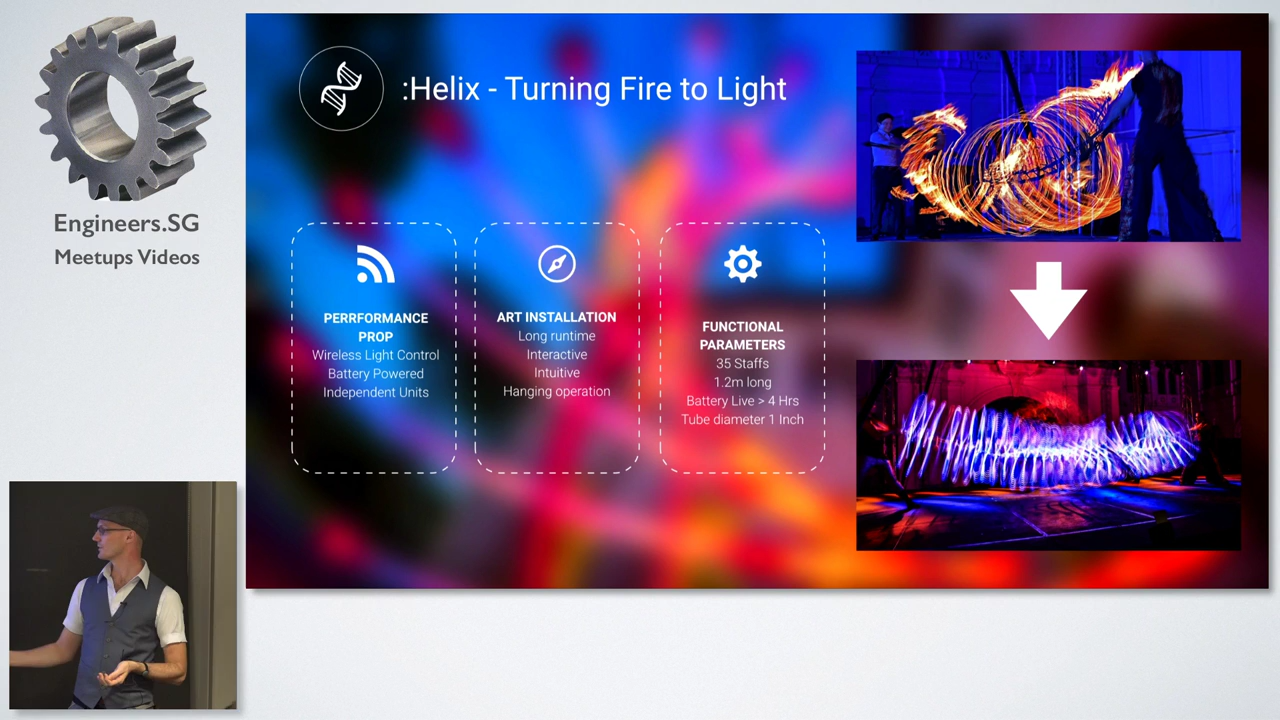 Engineers.SG
Meetups Videos
:Helix - Turning Fire to Light
PERRFORMANCE
PROP
Wireless Light Control
Battery Powered
Independent Units
ART INSTALLATION
Long runtime
Interactive
Intuitive
Hanging operation
FUNCTIONAL
PARAMETERS
35 Staffs
1.2m long
Battery Live > 4 Hrs
Tube diameter 1 Inch